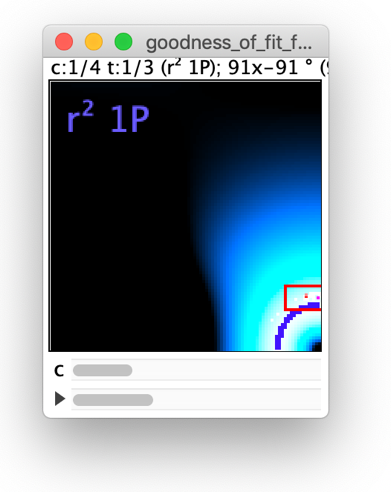 goodness_of_fit_f...
c:1/4 t:1/3 (r² 1P); 91x-91 ° (
r² 1P
C